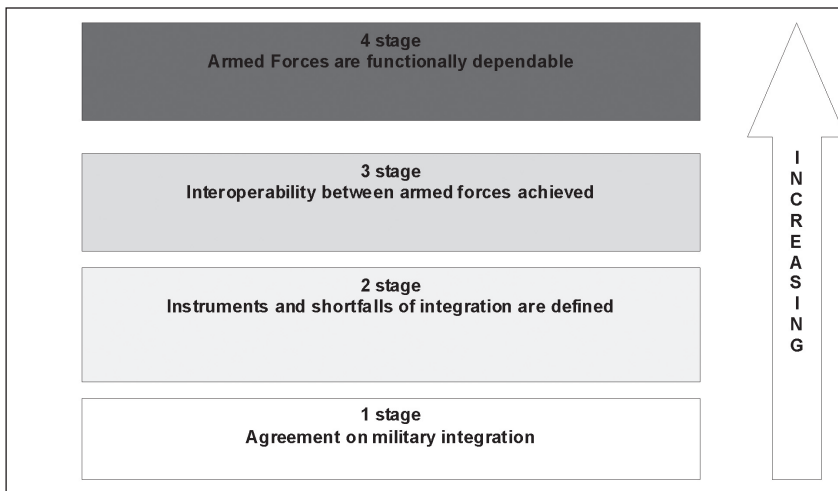 4 stage
Armed Forces are functionally dependable
3 stage
Interoperability between armed forces achieved
2 stage
Instruments and shortfalls of integration are defined
1 stage
Agreement on military integration
I
N
C
R
E
A
S
I
N
G